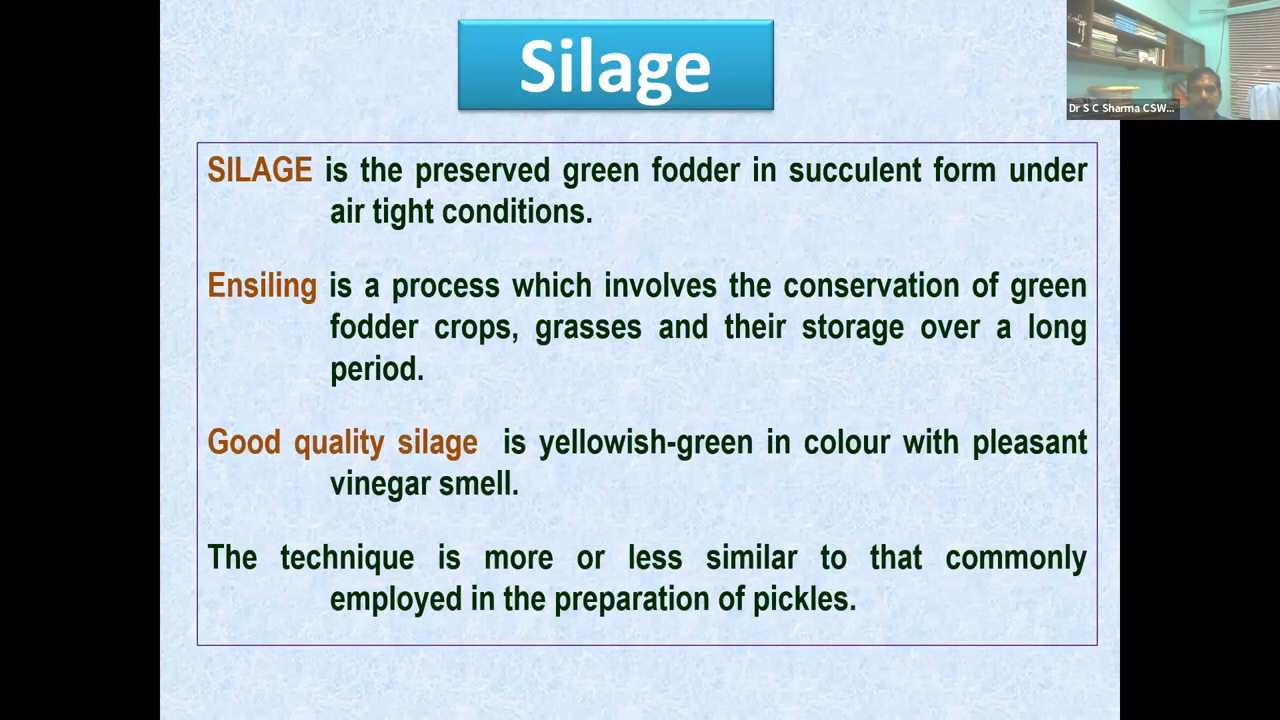 Silage
Dr S C Sharma CSW...
SILAGE is the preserved green fodder in succulent form under
air tight conditions.
Ensiling is a process which involves the conservation of green
fodder crops, grasses and their storage over a long
period.
Good quality silage is yellowish-green in colour with pleasant
vinegar smell.
The technique is more or less similar to that commonly
employed in the preparation of pickles.